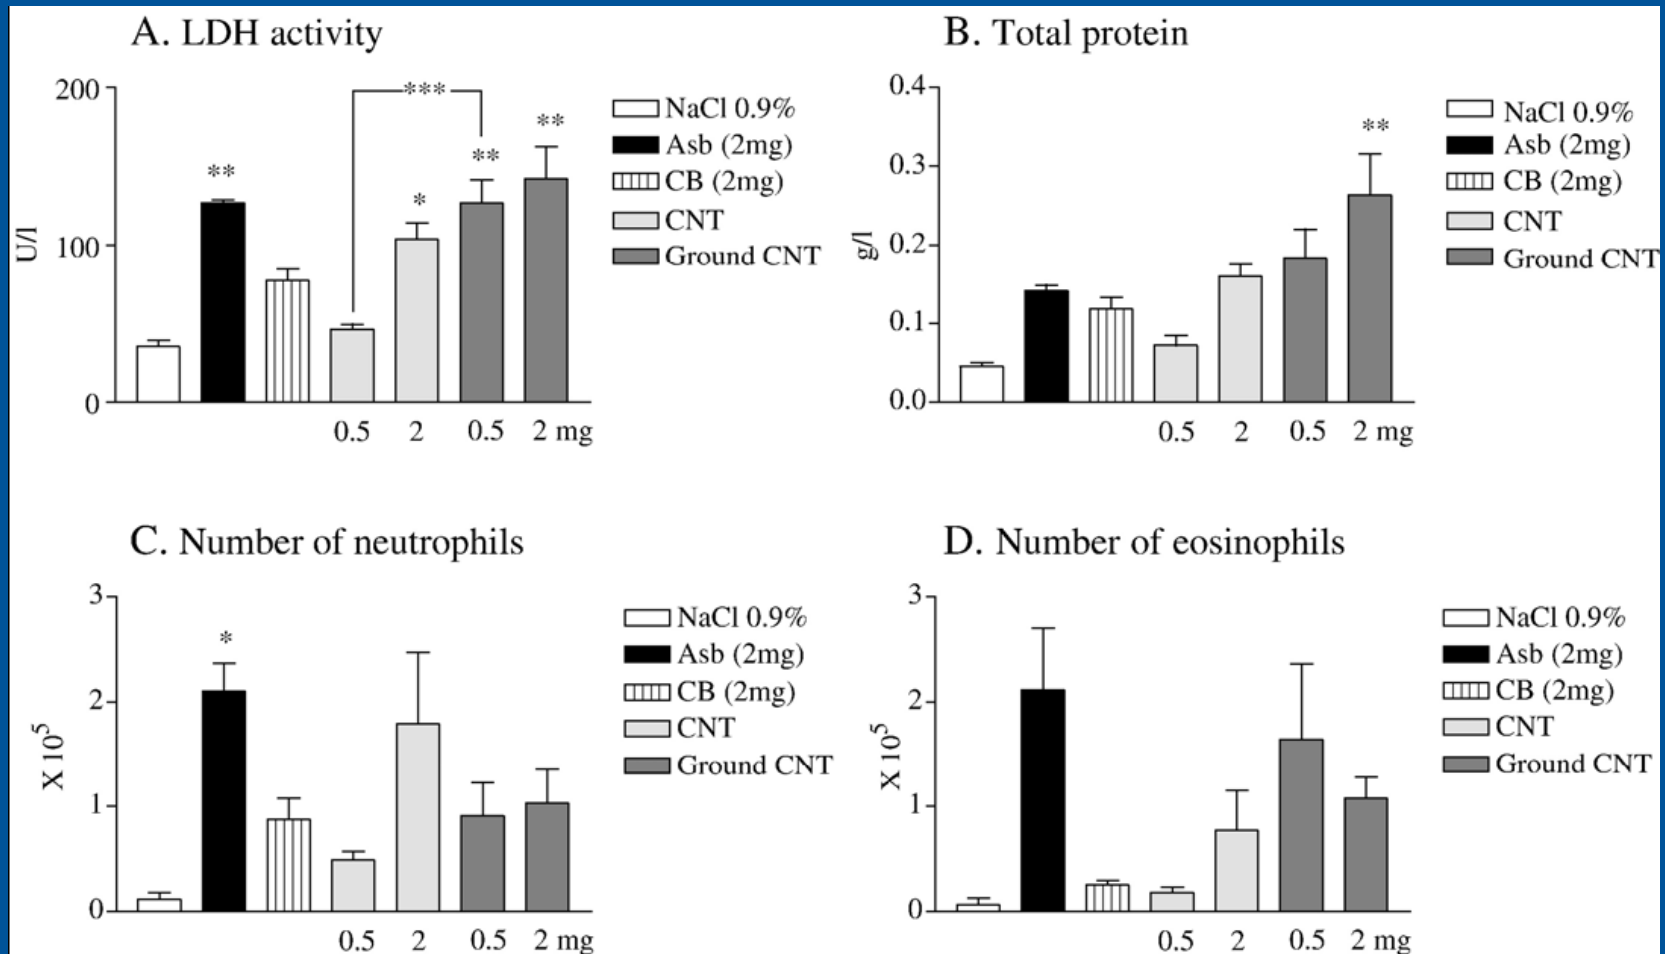 A. LDH activity
200
100
0
U/l
***
**
*
**
**
NaCl 0.9%
Asb (2mg)
CB (2mg)
CNT
Ground CNT
0.5 2 0.5 2 mg
B. Total protein
0.4
0.3
0.2
0.1
0.0
g/l
**
NaCl 0.9%
Asb (2mg)
CB (2mg)
CNT
Ground CNT
0.5 2 0.5 2 mg
C. Number of neutrophils
3
2
1
0
X 10⁵
*
NaCl 0.9%
Asb (2mg)
CB (2mg)
CNT
Ground CNT
0.5 2 0.5 2 mg
D. Number of eosinophils
3
2
1
0
X 10⁵
NaCl 0.9%
Asb (2mg)
CB (2mg)
CNT
Ground CNT
0.5 2 0.5 2 mg